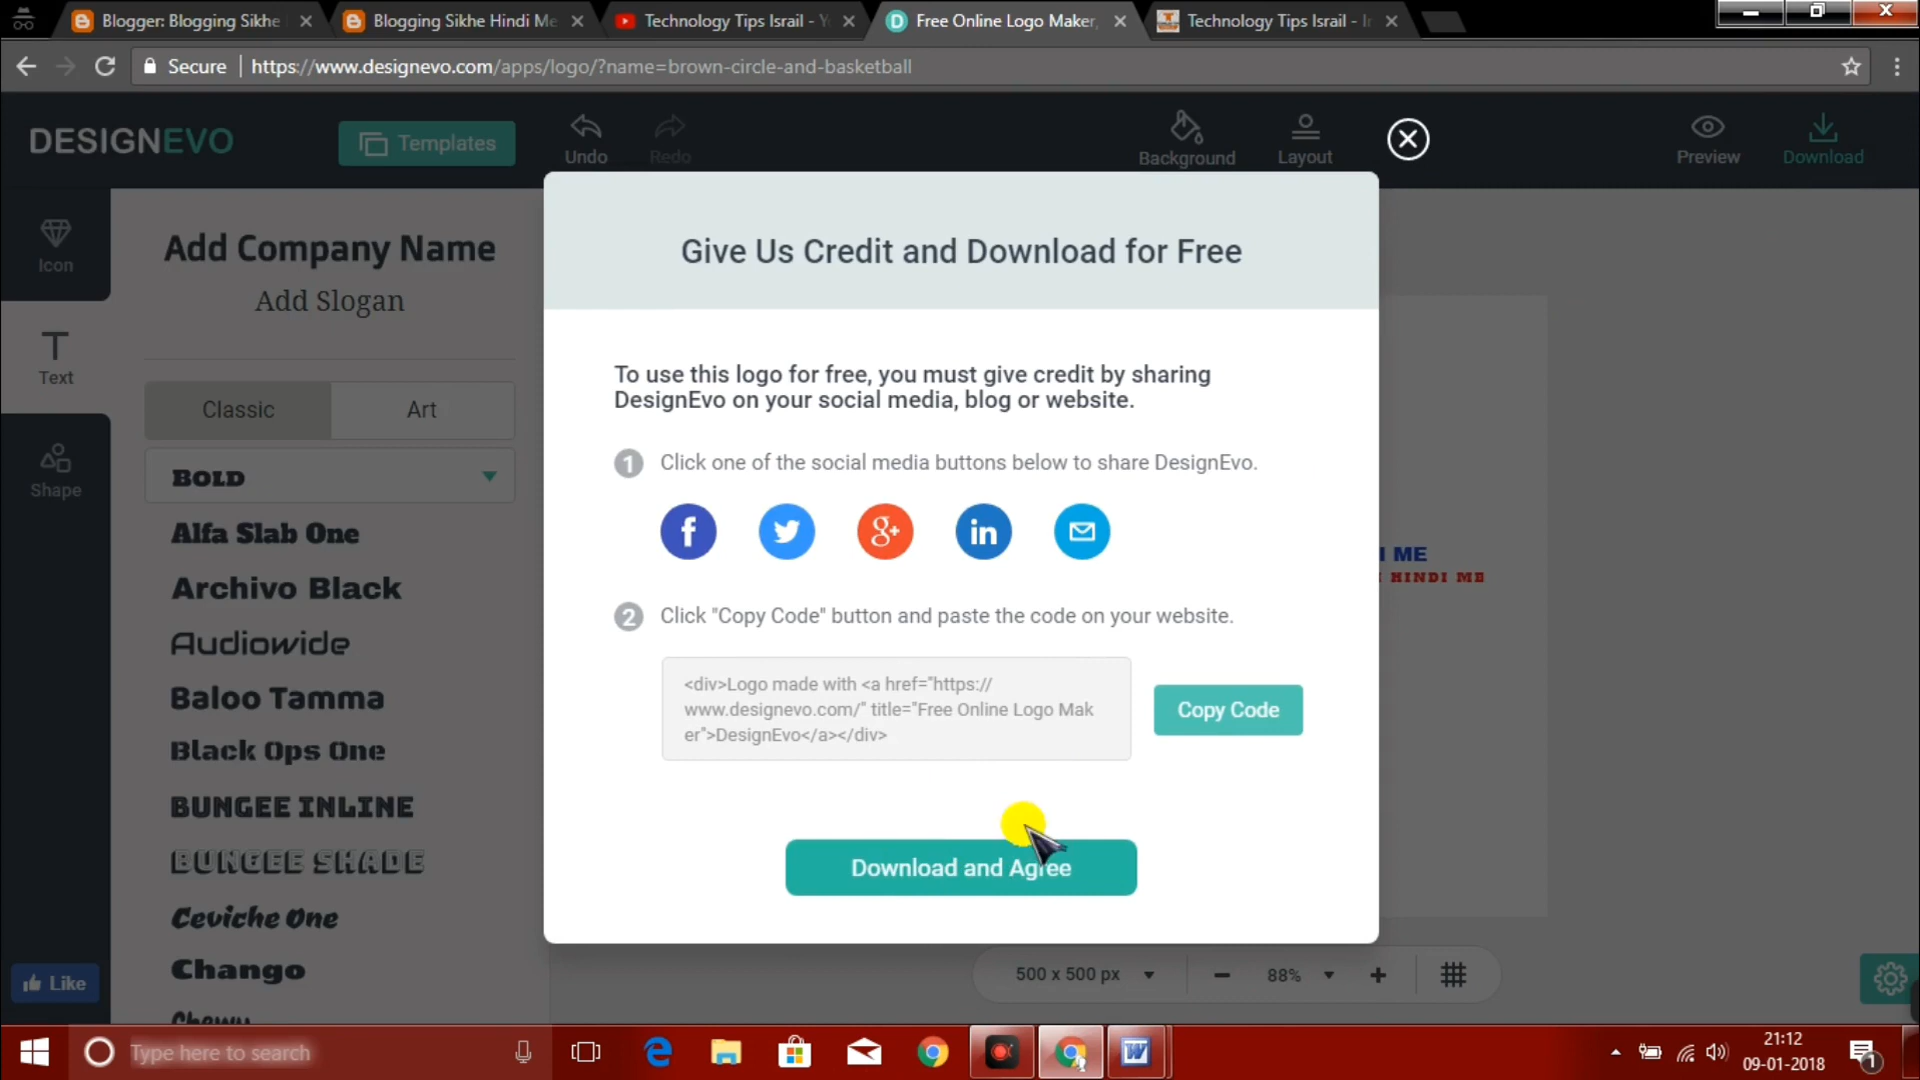 Blogger: Blogging Sikhe
Blogging Sikhe Hindi Me
Technology Tips Israil - Y
Free Online Logo Maker,
Technology Tips Israil - In
Secure
https://www.designevo.com/apps/logo/?name=brown-circle-and-basketball
DESIGNEVO
Templates
Undo
Redo
Background
Layout
Preview
Download
Icon
Text
Shape
Add Company Name
Add Slogan
Classic
Art
BOLD
Alfa Slab One
Archivo Black
Audiowide
Baloo Tamma
Black Ops One
BUNGEE INLINE
BUNGEE SHADE
Ceviche One
Chango
Chewy
Like
Give Us Credit and Download for Free
To use this logo for free, you must give credit by sharing
DesignEvo on your social media, blog or website.
1 Click one of the social media buttons below to share DesignEvo.
2 Click "Copy Code" button and paste the code on your website.
<div>Logo made with <a href="https://
www.designevo.com/" title="Free Online Logo Mak
er">DesignEvo</a></div>
Copy Code
Download and Agree
I ME
HINDI ME
500 x 500 px
88%
Type here to search
21:12
09-01-2018
1